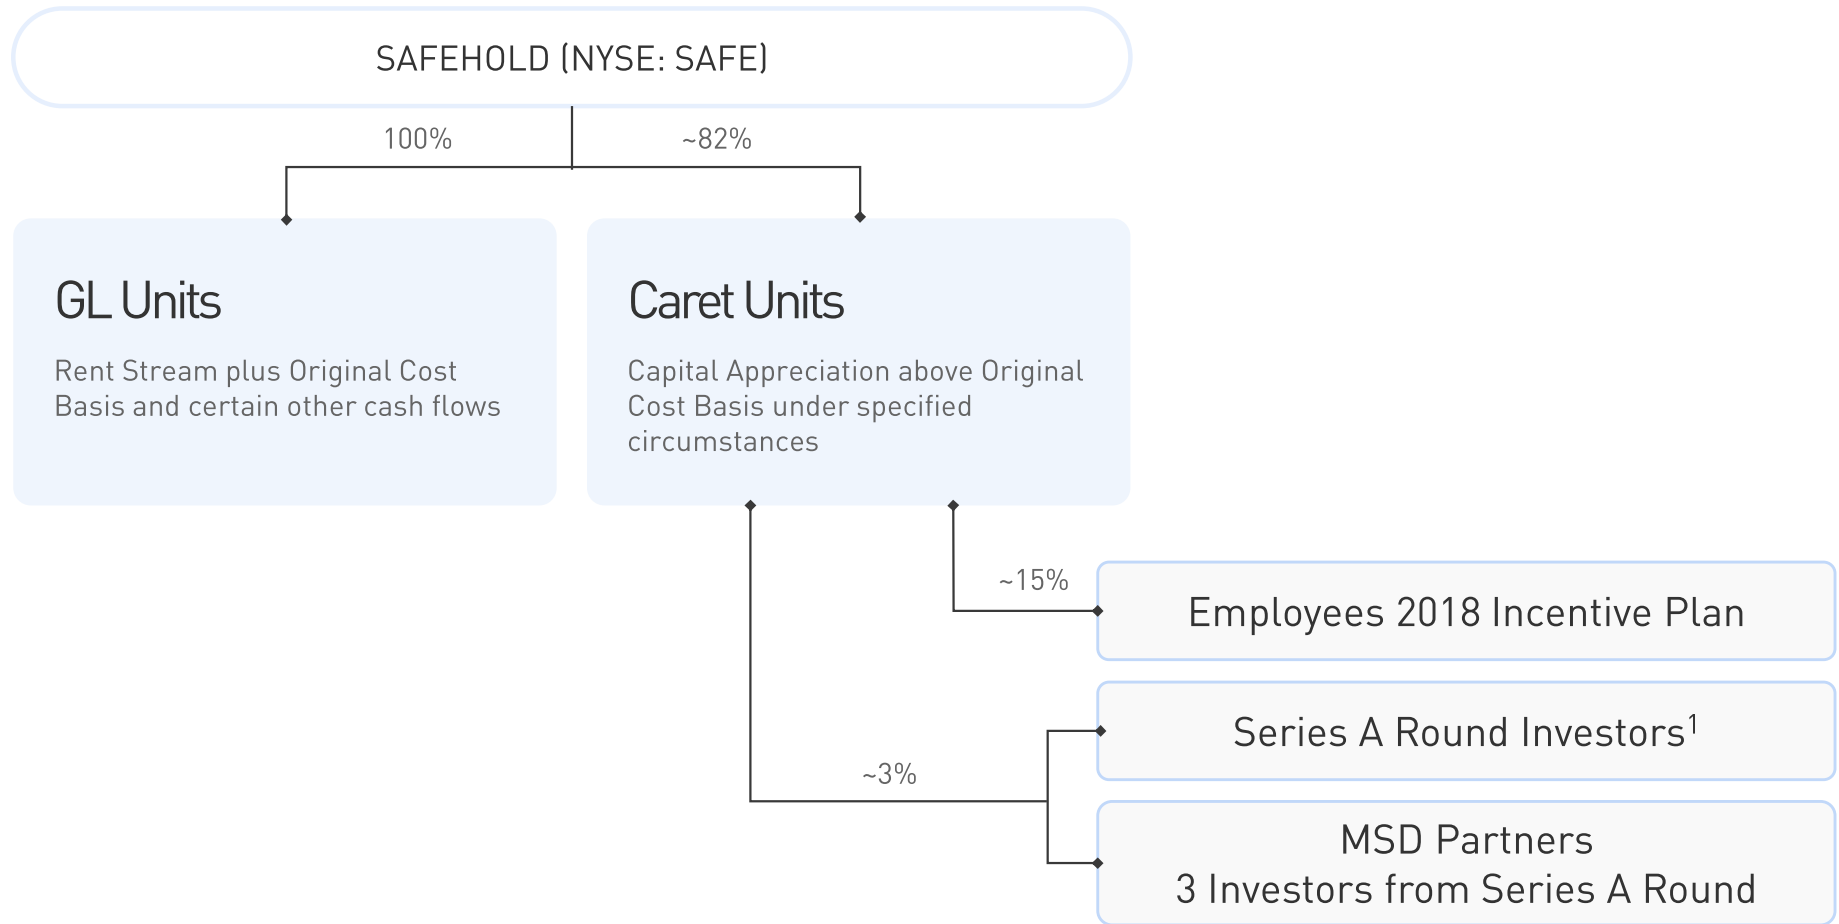 SAFEHOLD (NYSE: SAFE)
100%
~82%
GL Units
Rent Stream plus Original Cost
Basis and certain other cash flows
Caret Units
Capital Appreciation above Original
Cost Basis under specified
circumstances
~15%
Employees 2018 Incentive Plan
Series A Round Investors¹
~3%
MSD Partners
3 Investors from Series A Round